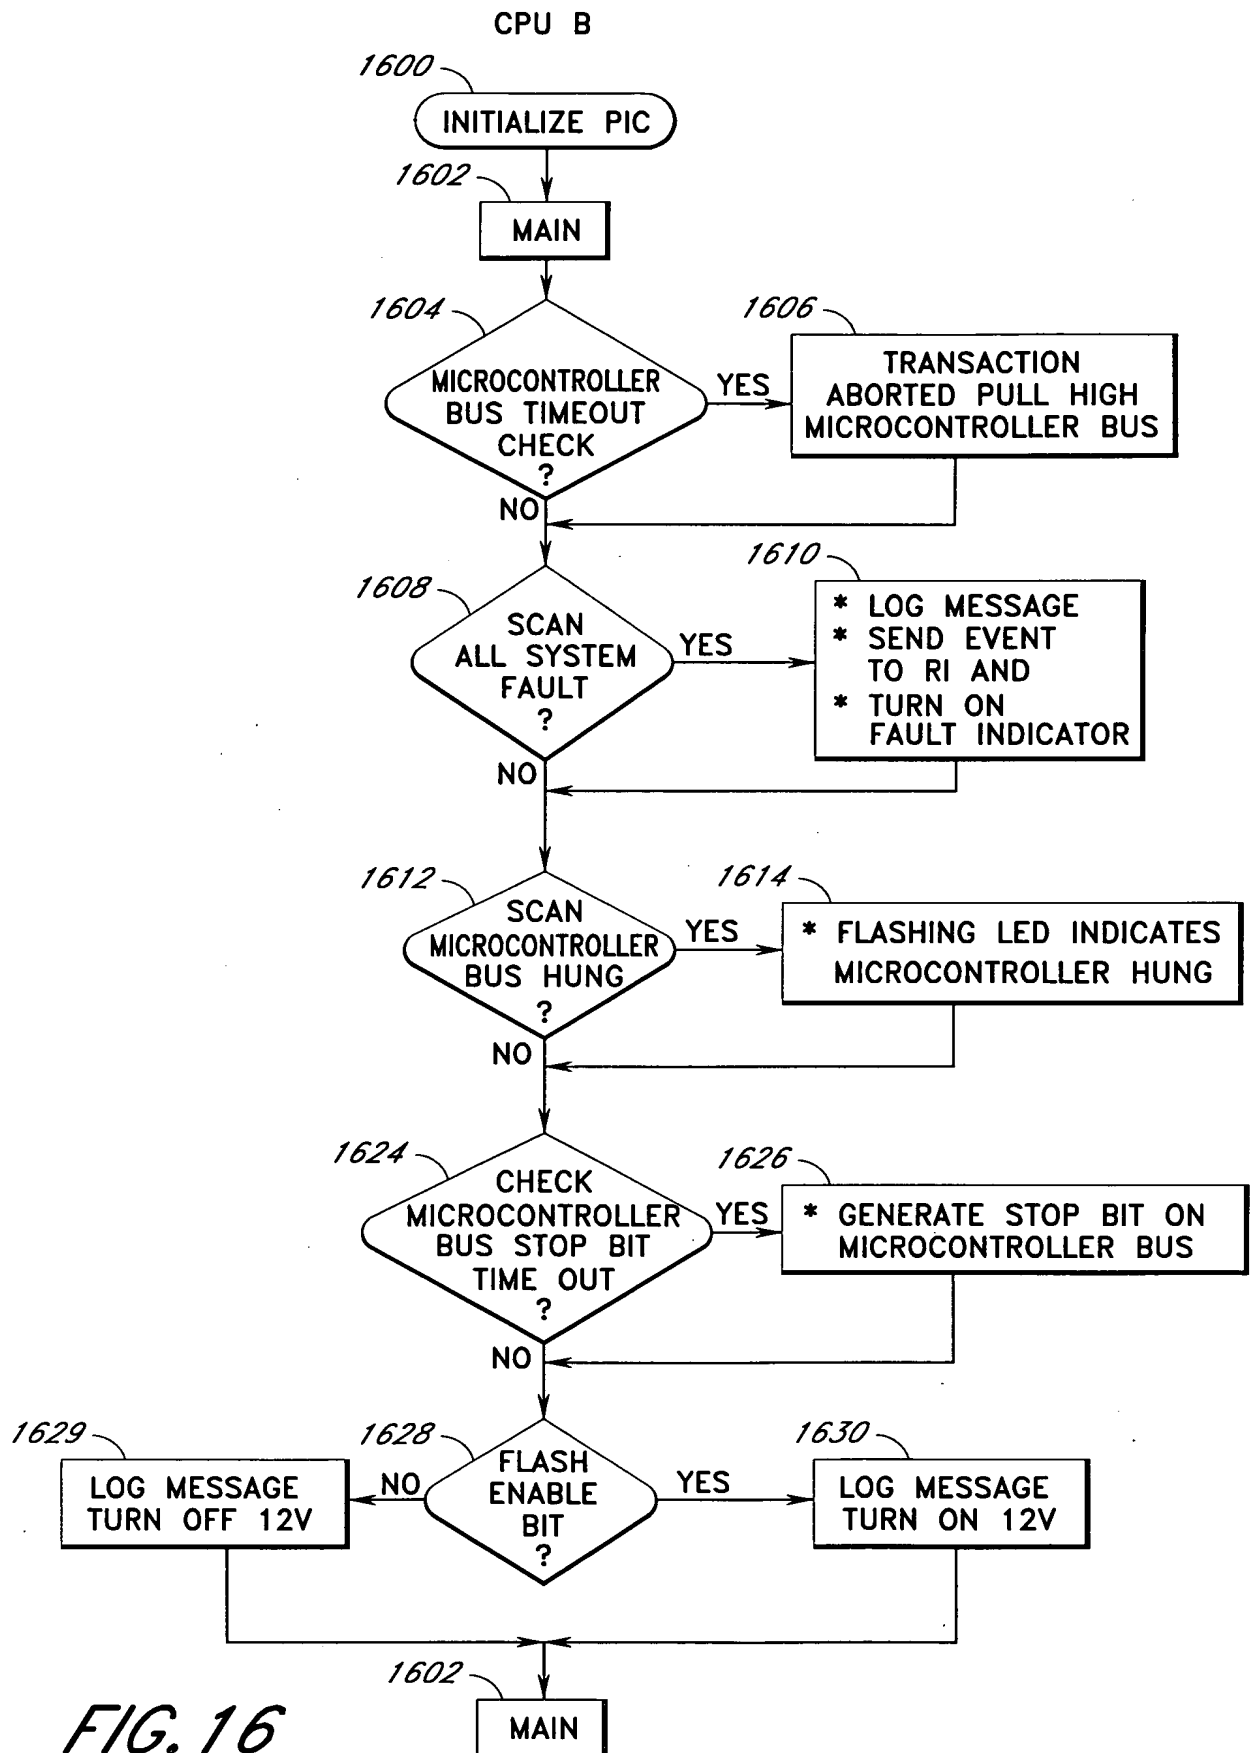 CPU B
1600
INITIALIZE PIC
1602
MAIN
1604
MICROCONTROLLER
BUS TIMEOUT
CHECK
?
YES
1606
TRANSACTION
ABORTED PULL HIGH
MICROCONTROLLER BUS
NO
1608
SCAN
ALL SYSTEM
FAULT
?
YES
1610
* LOG MESSAGE
* SEND EVENT
TO RI AND
* TURN ON
FAULT INDICATOR
NO
1612
SCAN
MICROCONTROLLER
BUS HUNG
?
YES
1614
* FLASHING LED INDICATES
MICROCONTROLLER HUNG
NO
1624
CHECK
MICROCONTROLLER
BUS STOP BIT
TIME OUT
?
YES
1626
* GENERATE STOP BIT ON
MICROCONTROLLER BUS
NO
1629
LOG MESSAGE
TURN OFF 12V
NO
1628
FLASH
ENABLE
BIT
?
YES
1630
LOG MESSAGE
TURN ON 12V
1602
MAIN
FIG. 16